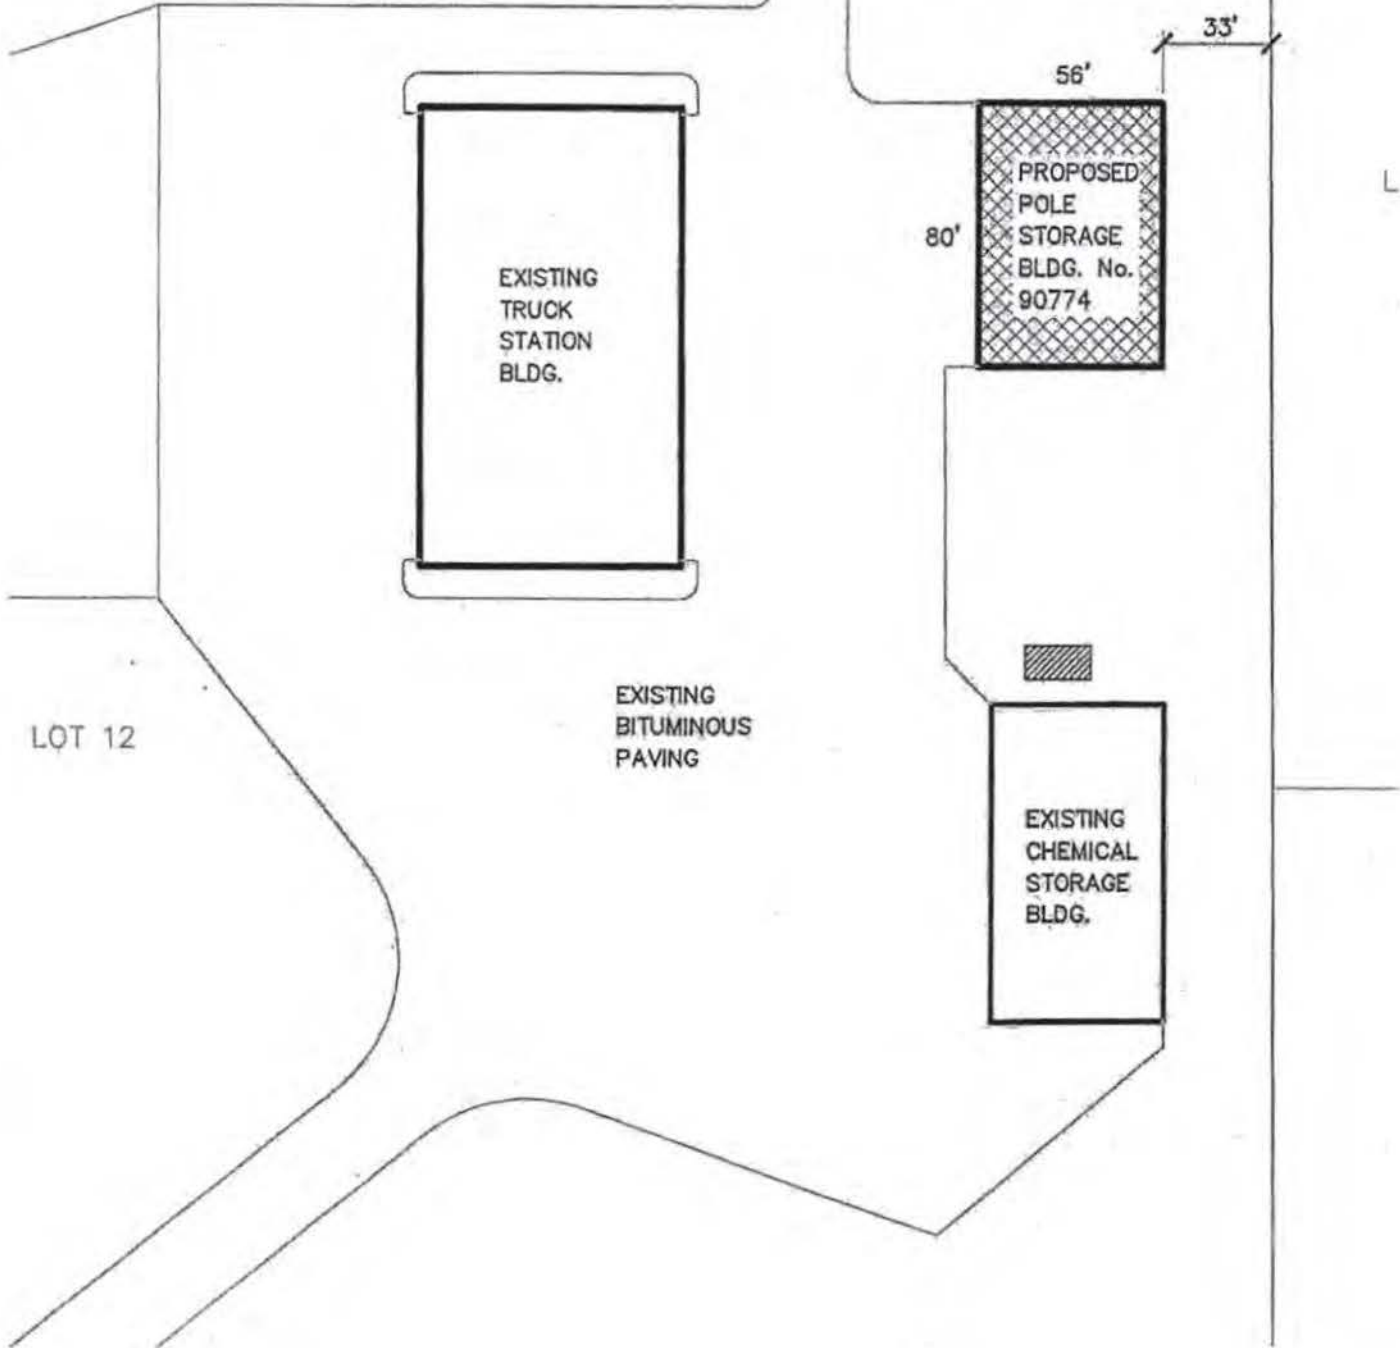 33'
56'
PROPOSED
POLE
STORAGE
BLDG. No.
90774
80'
EXISTING
TRUCK
STATION
BLDG.
EXISTING
BITUMINOUS
PAVING
LOT 12
EXISTING
CHEMICAL
STORAGE
BLDG.
L